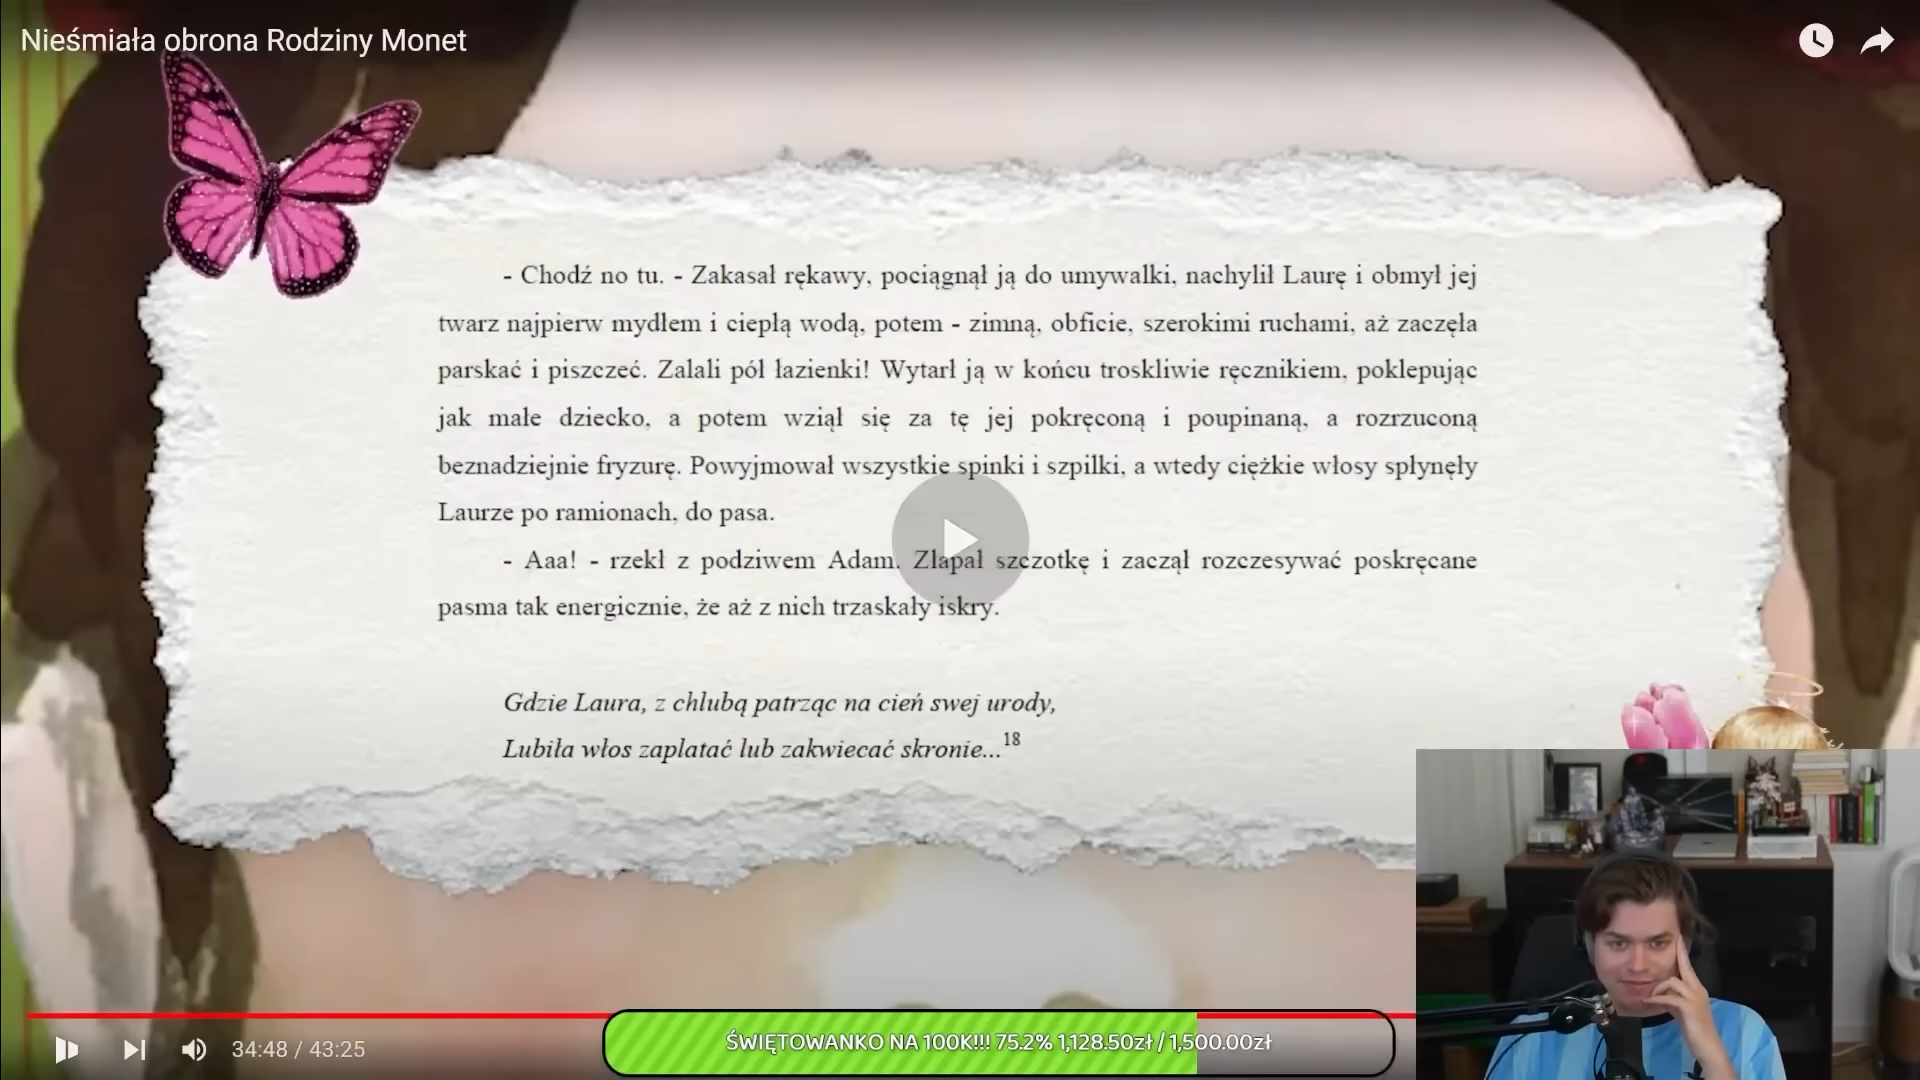 Nieśmiała obrona Rodziny Monet
- Chodź no tu. - Zakasał rękawy, pociągnął ją do umywalki, nachylił Laurę i obmył jej
twarz najpierw mydłem i ciepłą wodą, potem - zimną, obficie, szerokimi ruchami, aż zaczęła
parskać i piszczeć. Zalali pół łazienki! Wytarł ją w końcu troskliwie ręcznikiem, poklepując
jak małe dziecko, a potem wziął się za tę jej pokręconą i poupinaną, a rozrzuconą
beznadziejnie fryzurę. Powyjmował wszystkie spinki i szpilki, a wtedy ciężkie włosy spłynęły
Laurze po ramionach, do pasa.
- Aaa! - rzekł z podziwem Adam. Złapał szczotkę i zaczął rozczesywać poskręcane
pasma tak energicznie, że aż z nich trzaskały iskry.
Gdzie Laura, z chlubą patrząc na cień swej urody,
Lubiła włos zaplatać lub zakwiecać skronie...18
34:48 / 43:25
ŚWIĘTOWANKO NA 100K!!! 75.2% 1,128.50zł / 1,500.00zł